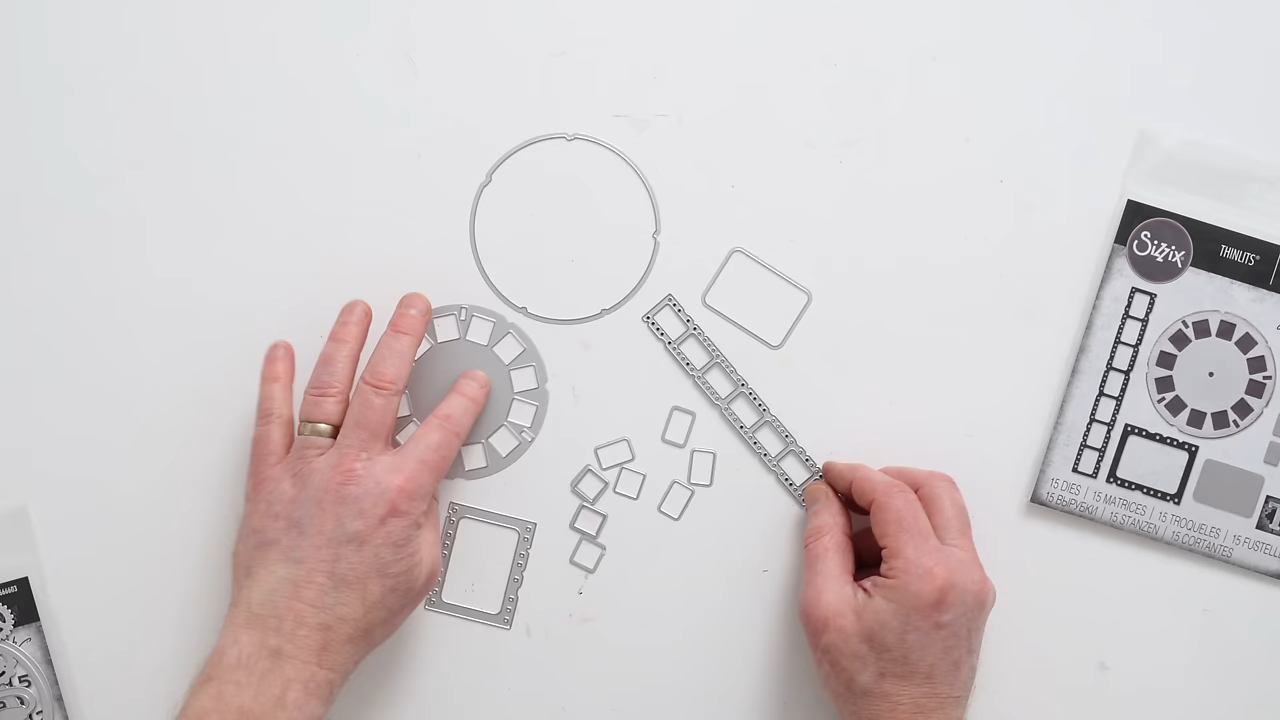 Sizzix
THINLITS®
15 DIES | 15 MATRICES | 15 TROQUELES | 15 FUSTELLE
15 ВЫРУБКИ | 15 STANZEN | 15 CORTANTES